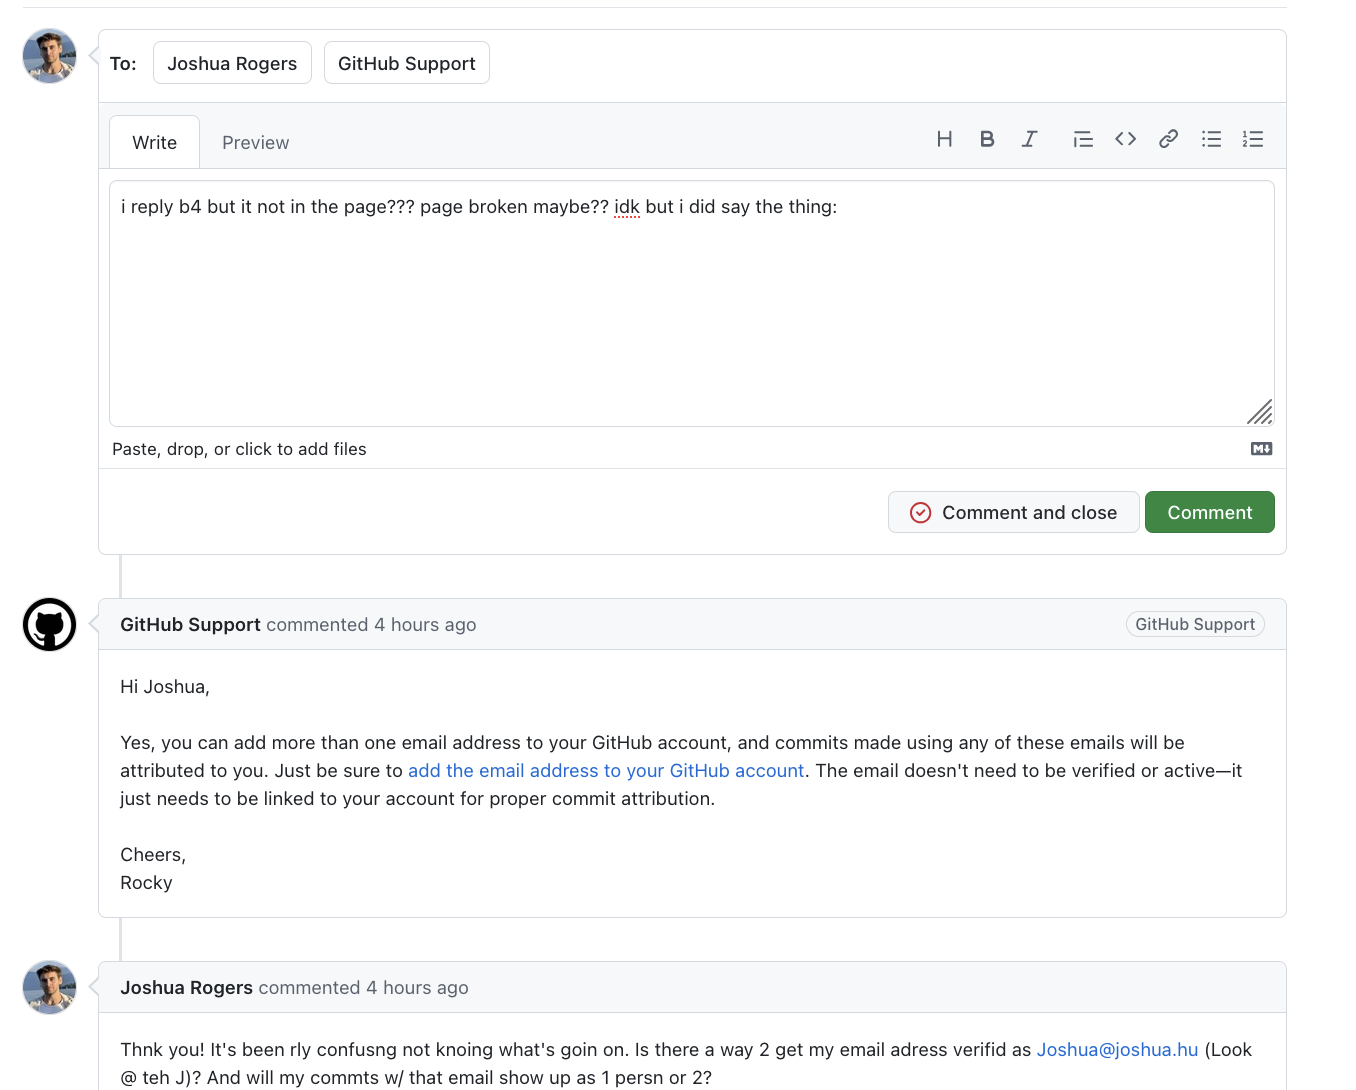 To: Joshua Rogers GitHub Support
Write Preview H B I
i reply b4 but it not in the page??? page broken maybe?? idk but i did say the thing:
Paste, drop, or click to add files M↓
Comment and close Comment
GitHub Support commented 4 hours ago GitHub Support
Hi Joshua,
Yes, you can add more than one email address to your GitHub account, and commits made using any of these emails will be
attributed to you. Just be sure to add the email address to your GitHub account. The email doesn't need to be verified or active—it
just needs to be linked to your account for proper commit attribution.
Cheers,
Rocky
Joshua Rogers commented 4 hours ago
Thnk you! It's been rly confusng not knoing what's goin on. Is there a way 2 get my email adress verifid as Joshua@joshua.hu (Look
@ teh J)? And will my commts w/ that email show up as 1 persn or 2?